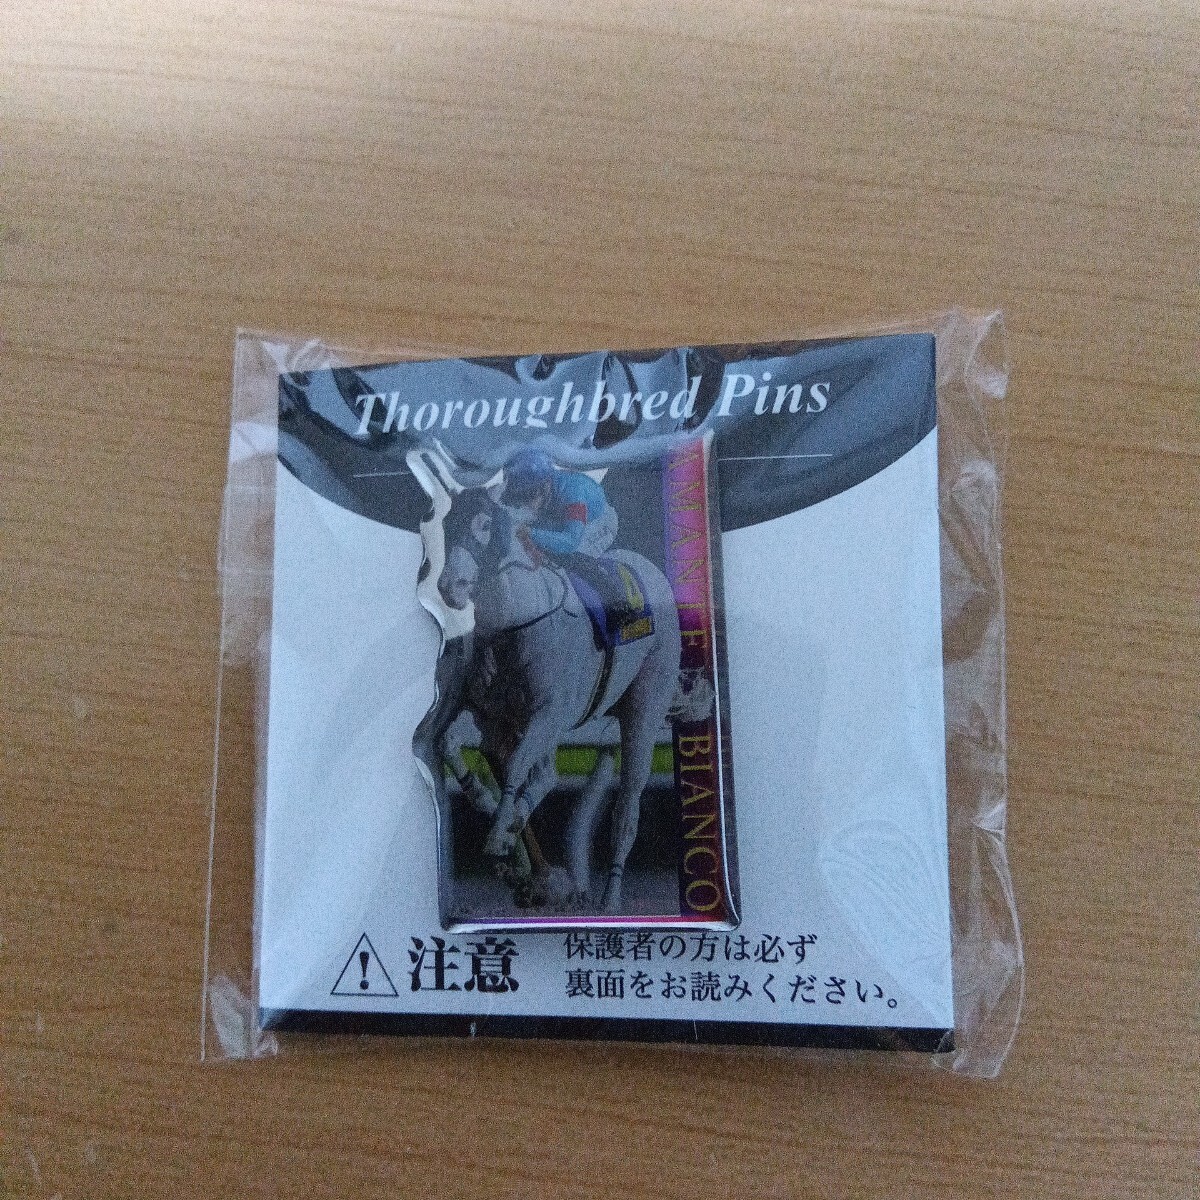 Thoroughbred Pins
AMANTE BIANCO
注意
保護者の方は必ず
裏面をお読みください。